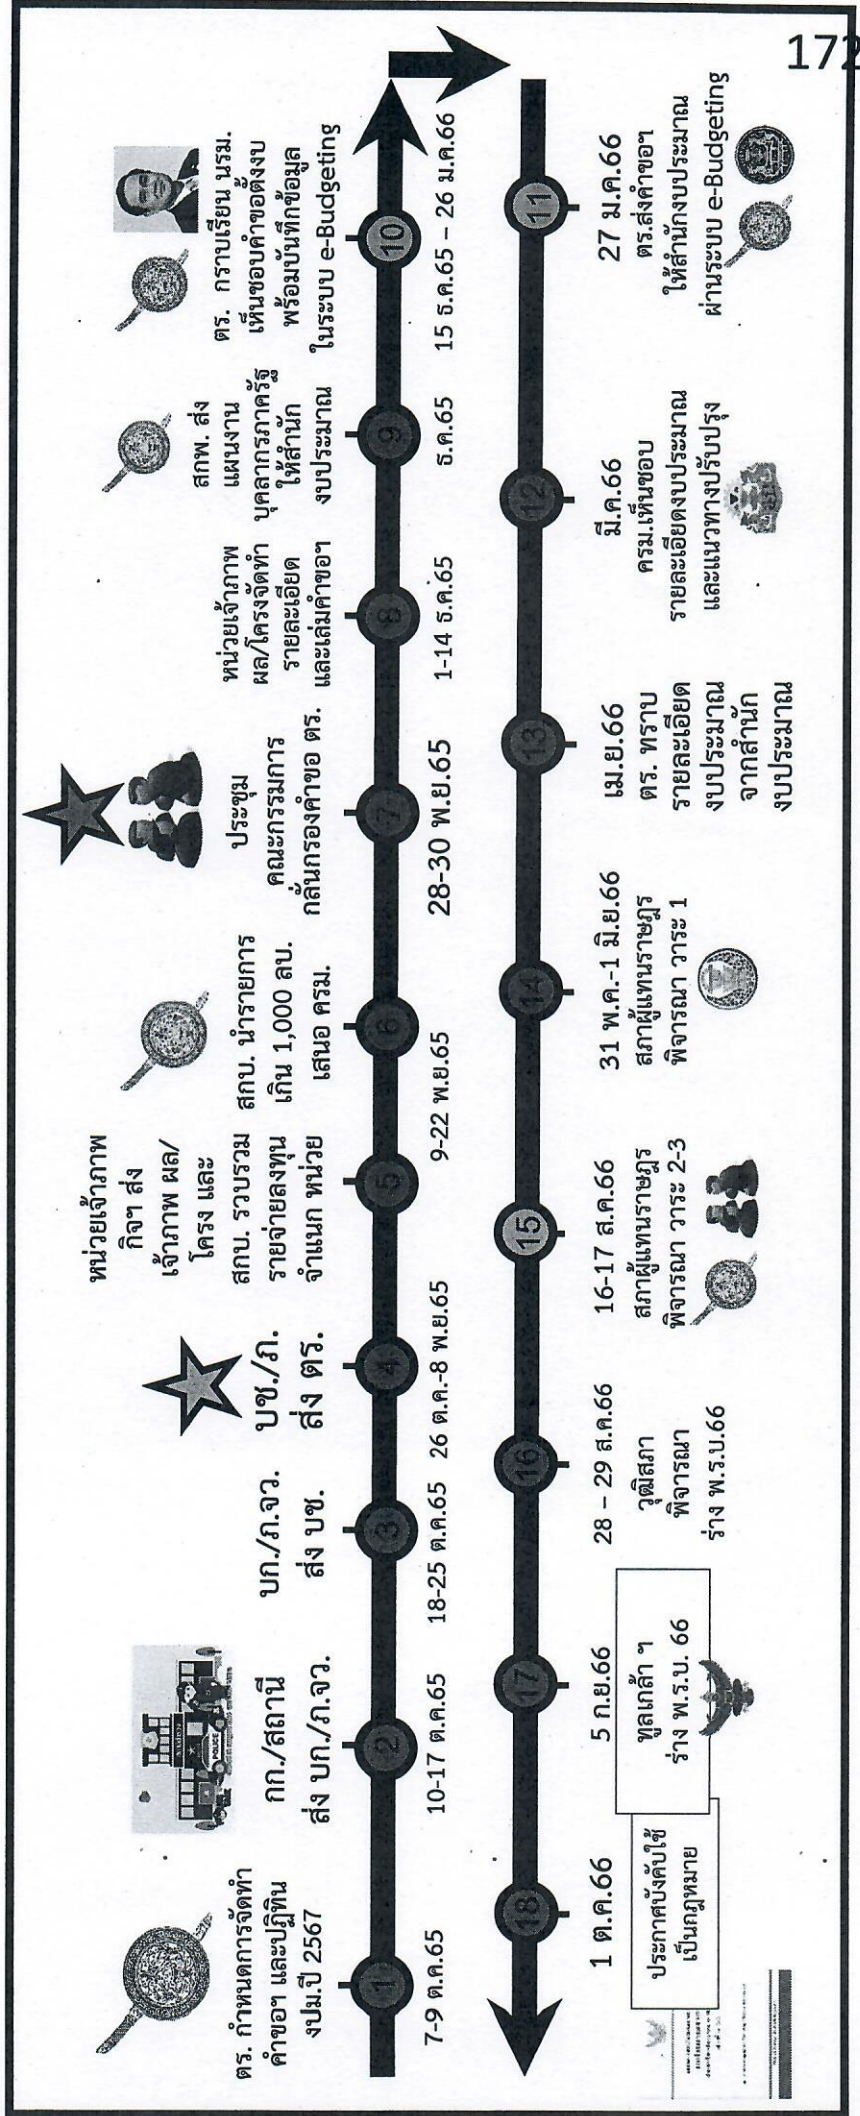 172
ตร. กำหนดการจัดทำ
คำขอฯ และปฏิทิน
งปม.ปี 2567
1
7-9 ต.ค.65
กก./สถานี
ส่ง บก./ภ.จว.
POLICE
2
10-17 ต.ค.65
บก./ภ.จว.
ส่ง บช.
3
18-25 ต.ค.65
บช./ภ.
ส่ง ตร.
4
26 ต.ค.-8 พ.ย.65
หน่วยเจ้าภาพ
กิจฯ ส่ง
เจ้าภาพ ผล/
โครง และ
สกบ. รวบรวม
รายจ่ายลงทุน
จำแนก หน่วย
5
9-22 พ.ย.65
สกบ. นำรายการ
เกิน 1,000 ลบ.
เสนอ ครม.
6
ประชุม
คณะกรรมการ
กลั่นกรองคำขอ ตร.
7
28-30 พ.ย.65
หน่วยเจ้าภาพ
ผล/โครงจัดทำ
รายละเอียด
และเล่มคำขอฯ
8
1-14 ธ.ค.65
สกพ. ส่ง
แผนงาน
บุคลากรภาครัฐ
ให้สำนัก
งบประมาณ
9
ธ.ค.65
ตร. กราบเรียน นรม.
เห็นชอบคำขอตั้งงบ
พร้อมบันทึกข้อมูล
ในระบบ e-Budgeting
10
15 ธ.ค.65 – 26 ม.ค.66
11
27 ม.ค.66
ตร.ส่งคำขอฯ
ให้สำนักงบประมาณ
ผ่านระบบ e-Budgeting
12
มี.ค.66
ครม.เห็นชอบ
รายละเอียดงบประมาณ
และแนวทางปรับปรุง
13
เม.ย.66
ตร. ทราบ
รายละเอียด
งบประมาณ
จากสำนัก
งบประมาณ
14
31 พ.ค.-1 มิ.ย.66
สภาผู้แทนราษฎร
พิจารณา วาระ 1
15
16-17 ส.ค.66
สภาผู้แทนราษฎร
พิจารณา วาระ 2-3
16
28 – 29 ส.ค.66
วุฒิสภา
พิจารณา
ร่าง พ.ร.บ.66
17
5 ก.ย.66
ทูลเกล้า ฯ
ร่าง พ.ร.บ. 66
18
1 ต.ค.66
ประกาศบังคับใช้
เป็นกฎหมาย